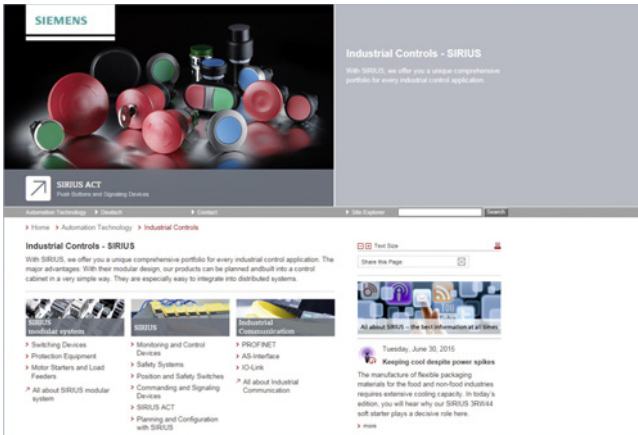 SIEMENS
Industrial Controls - SIRIUS
With SIRIUS, we offer you a unique comprehensive
portfolio for every industrial control application.
SIRIUS ACT
Push Buttons and Signaling Devices
Automation Technology
Deutsch
Contact
Site Explorer
Search
Home
Automation Technology
Industrial Controls
Industrial Controls - SIRIUS
With SIRIUS, we offer you a unique comprehensive portfolio for every industrial control application. The
major advantages: With their modular design, our products can be planned andbuilt into a control
cabinet in a very simple way. They are especially easy to integrate into distributed systems.
SIRIUS
modular system
Switching Devices
Protection Equipment
Motor Starters and Load
Feeders
All about SIRIUS modular
system
SIRIUS
Monitoring and Control
Devices
Safety Systems
Position and Safety Switches
Commanding and Signaling
Devices
SIRIUS ACT
Planning and Configuration
with SIRIUS
Industrial
Communication
PROFINET
AS-Interface
IO-Link
All about Industrial
Communication
Text Size
Share this Page:
All about SIRIUS – the best information at all times
Tuesday, June 30, 2015
Keeping cool despite power spikes
The manufacture of flexible packaging
materials for the food and non-food industries
requires extensive cooling capacity. In today's
edition, you will hear why our SIRIUS 3RW44
soft starter plays a decisive role here.
more